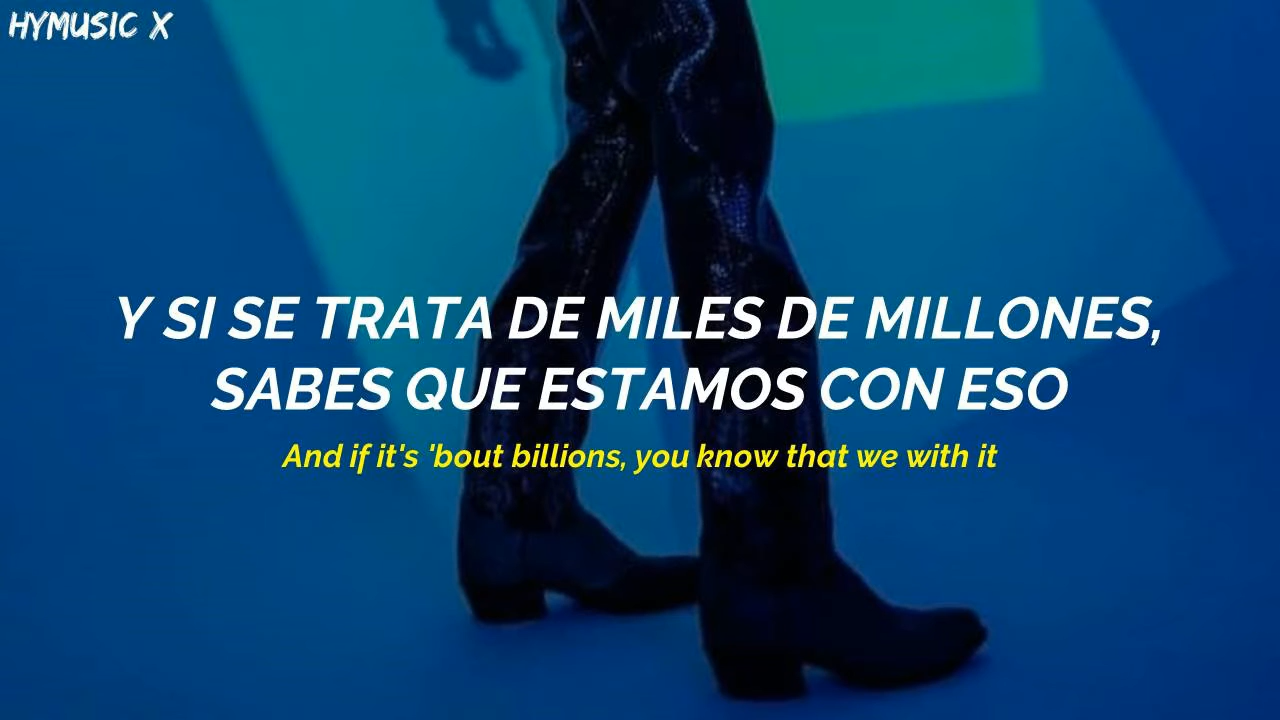 HYMUSIC X
Y SI SE TRATA DE MILES DE MILLONES,
SABES QUE ESTAMOS CON ESO
And if it's 'bout billions, you know that we with it